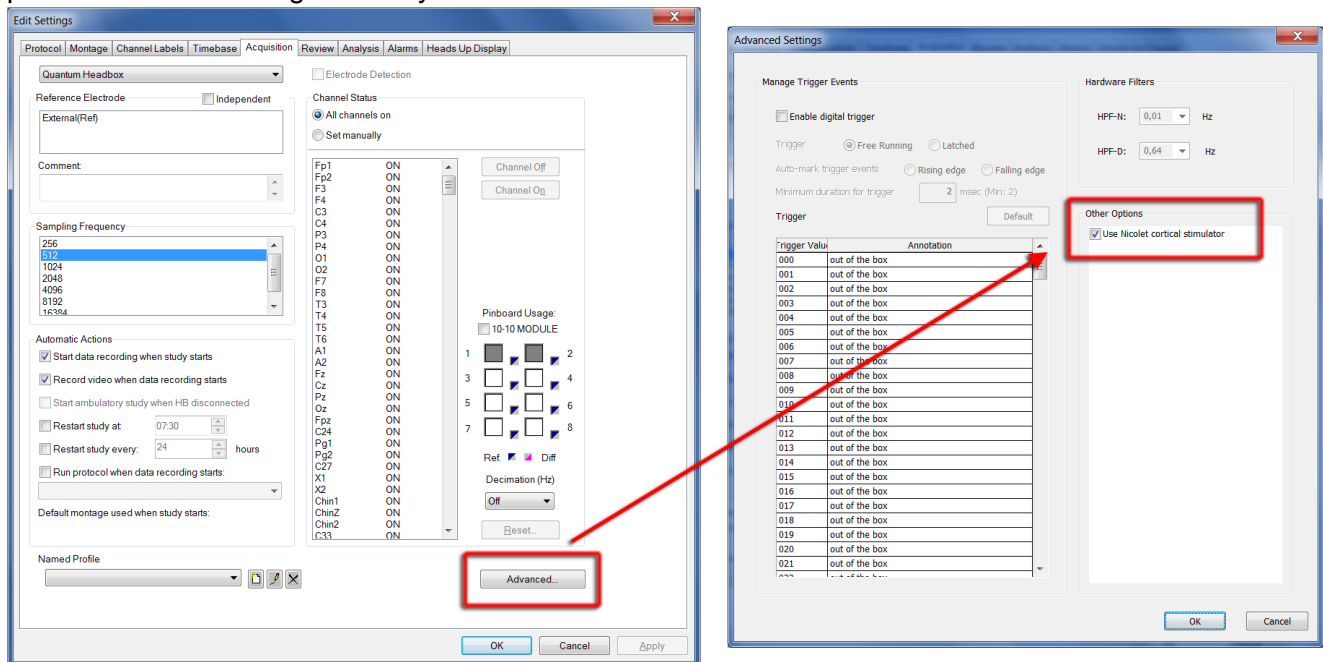 Edit Settings
Protocol Montage Channel Labels Timebase Acquisition Review Analysis Alarms Heads Up Display
Quantum Headbox
Reference Electrode Independent
External(Ref)
Comment:
Sampling Frequency
256
512
1024
2048
4096
8192
16384
Automatic Actions
Start data recording when study starts
Record video when data recording starts
Start ambulatory study when HB disconnected
Restart study at: 07:30
Restart study every: 24 hours
Run protocol when data recording starts:
Default montage used when study starts:
Named Profile
Electrode Detection
Channel Status
All channels on
Set manually
Fp1 ON
Fp2 ON
F3 ON
F4 ON
C3 ON
C4 ON
P3 ON
P4 ON
O1 ON
O2 ON
F7 ON
F8 ON
T3 ON
T4 ON
T5 ON
T6 ON
A1 ON
A2 ON
Fz ON
Cz ON
Pz ON
Oz ON
Fpz ON
C24 ON
Pg1 ON
Pg2 ON
C27 ON
X1 ON
X2 ON
Chin1 ON
ChinZ ON
Chin2 ON
C33 ON
Channel Off
Channel On
Pinboard Usage:
10-10 MODULE
1 2
3 4
5 6
7 8
Ref. Diff
Decimation (Hz)
Off
Reset...
Advanced...
OK Cancel Apply
Advanced Settings
Manage Trigger Events
Enable digital trigger
Trigger Free Running Latched
Auto-mark trigger events Rising edge Falling edge
Minimum duration for trigger 2 msec (Min: 2)
Trigger Default
Trigger Valu Annotation
000 out of the box
001 out of the box
002 out of the box
003 out of the box
004 out of the box
005 out of the box
006 out of the box
007 out of the box
008 out of the box
009 out of the box
010 out of the box
011 out of the box
012 out of the box
013 out of the box
014 out of the box
015 out of the box
016 out of the box
017 out of the box
018 out of the box
019 out of the box
020 out of the box
021 out of the box
Hardware Filters
HPF-N: 0,01 Hz
HPF-D: 0,64 Hz
Other Options
Use Nicolet cortical stimulator
OK Cancel